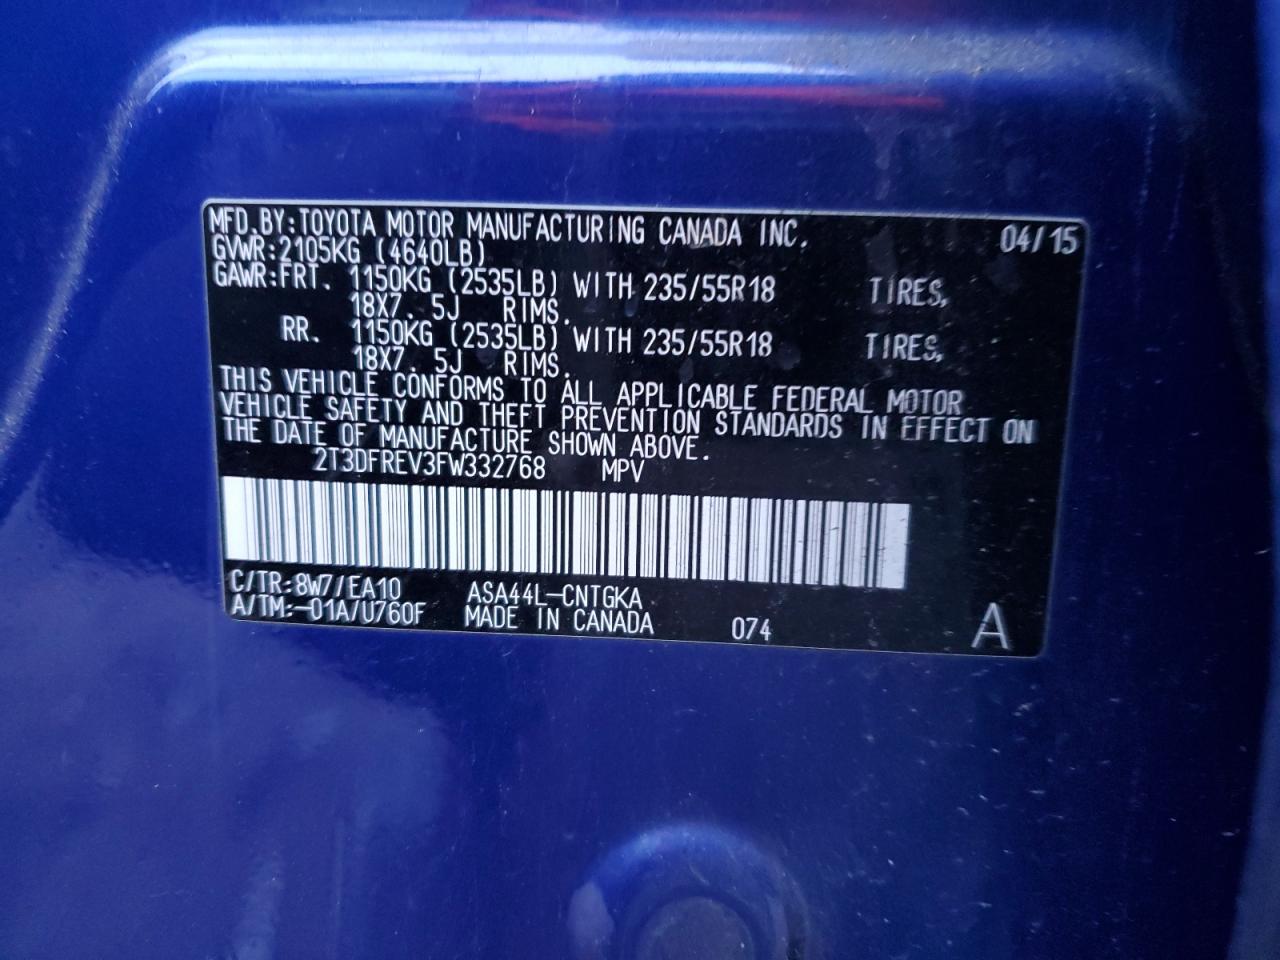 MFD.BY:TOYOTA MOTOR MANUFACTURING CANADA INC. 04/15
GVWR:2105KG (4640LB)
GAWR:FRT. 1150KG (2535LB) WITH 235/55R18 TIRES,
18X7.5J RIMS.
RR. 1150KG (2535LB) WITH 235/55R18 TIRES,
18X7.5J RIMS.
THIS VEHICLE CONFORMS TO ALL APPLICABLE FEDERAL MOTOR
VEHICLE SAFETY AND THEFT PREVENTION STANDARDS IN EFFECT ON
THE DATE OF MANUFACTURE SHOWN ABOVE.
2T3DFREV3FW332768 MPV
C/TR:8W7/EA10 ASA44L-CNTGKA
A/TM:-01A/U760F MADE IN CANADA 074 A